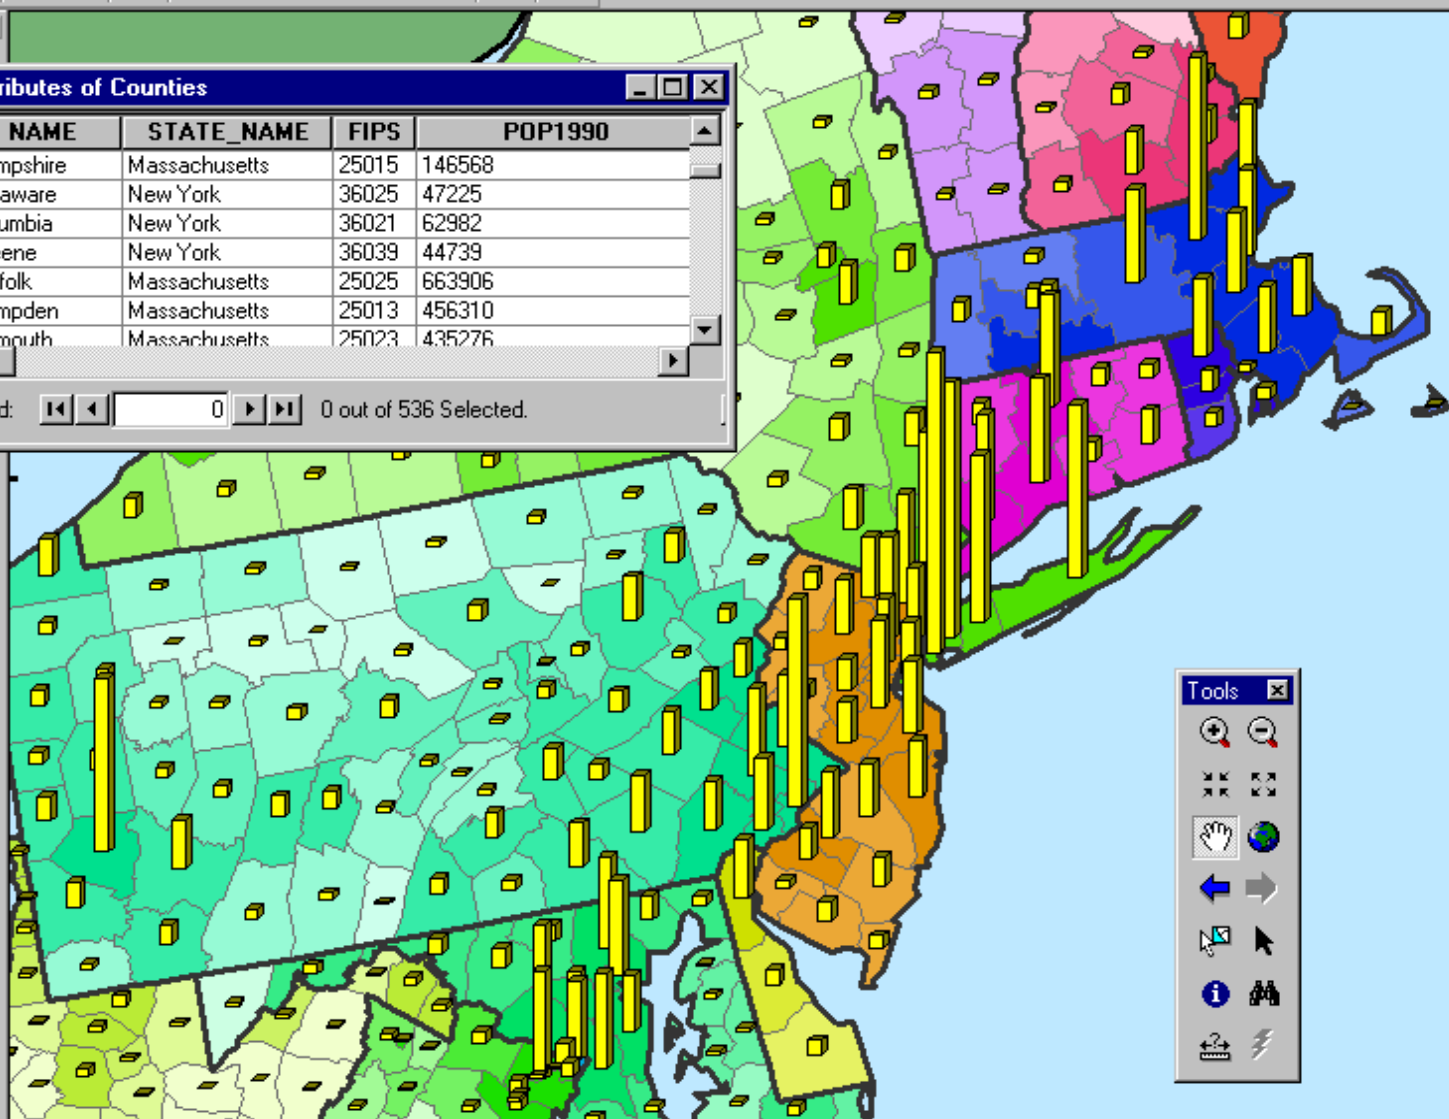 ributes of Counties
NAME STATE_NAME FIPS POP1990
mpshire Massachusetts 25015 146568
aware New York 36025 47225
umbia New York 36021 62982
ene New York 36039 44739
folk Massachusetts 25025 663906
mpden Massachusetts 25013 456310
mouth Massachusetts 25023 435276
d: 0 0 out of 536 Selected.
Tools